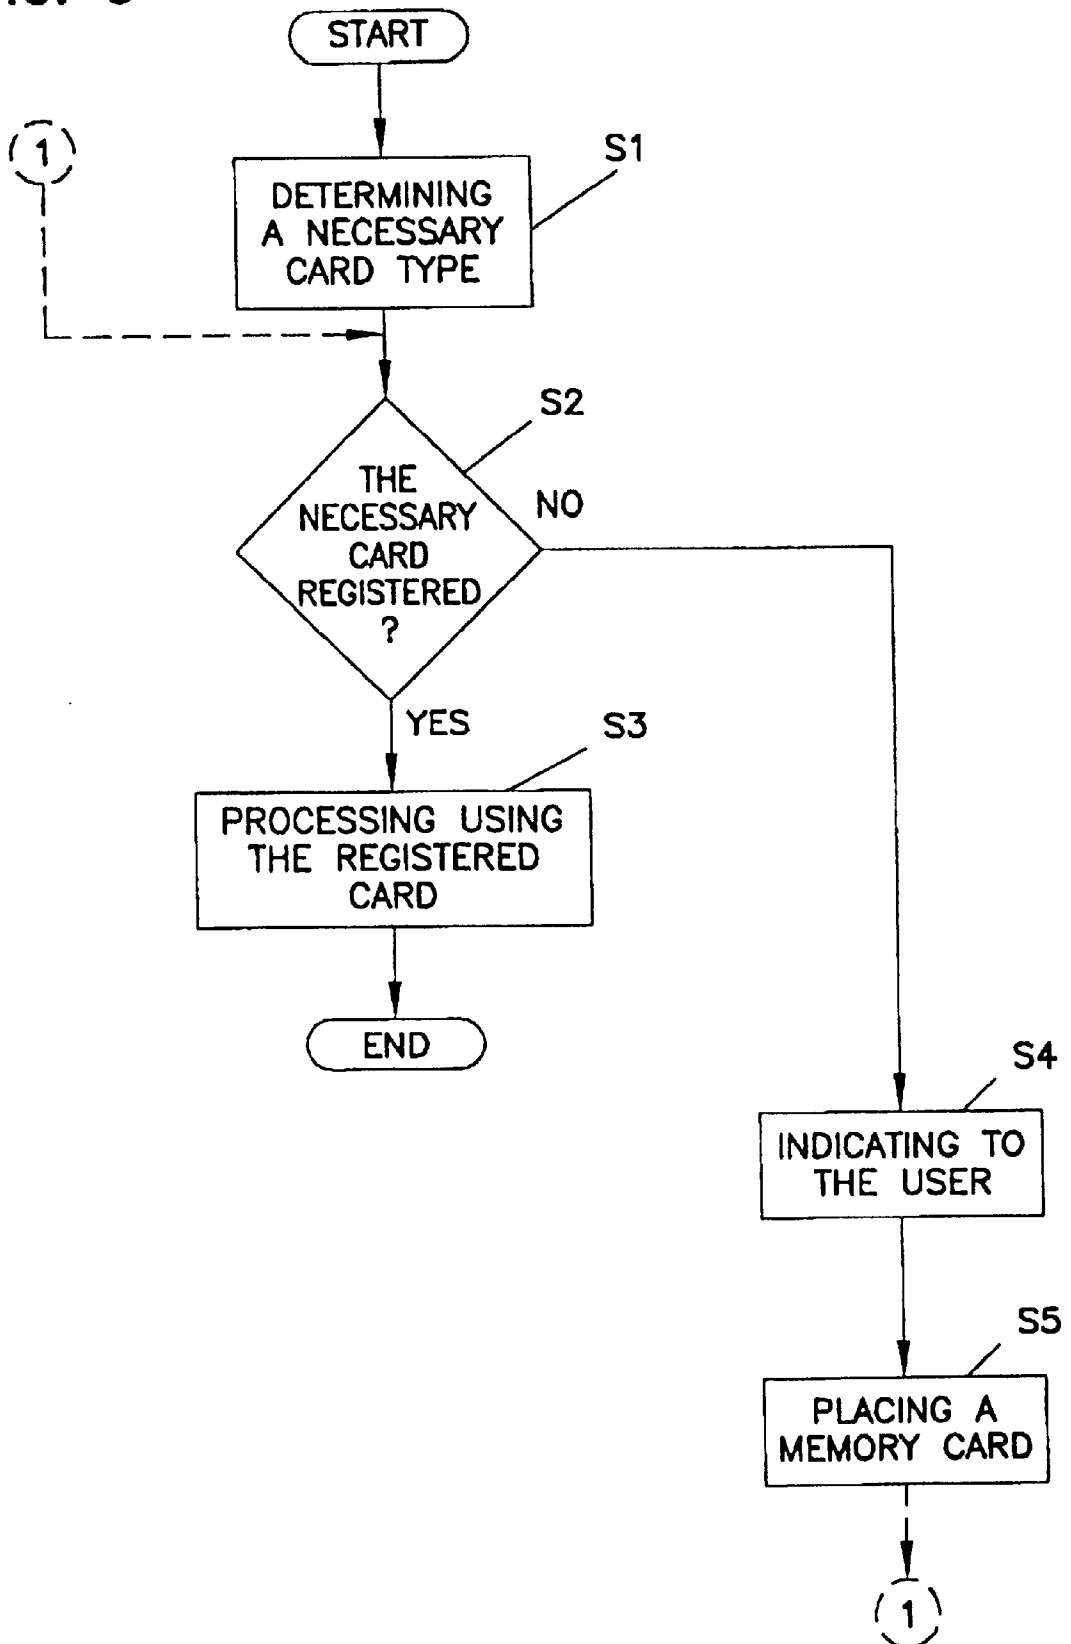 START
1
S1
DETERMINING
A NECESSARY
CARD TYPE
S2
THE
NECESSARY
CARD
REGISTERED
?
NO
YES
S3
PROCESSING USING
THE REGISTERED
CARD
END
S4
INDICATING TO
THE USER
S5
PLACING A
MEMORY CARD
1